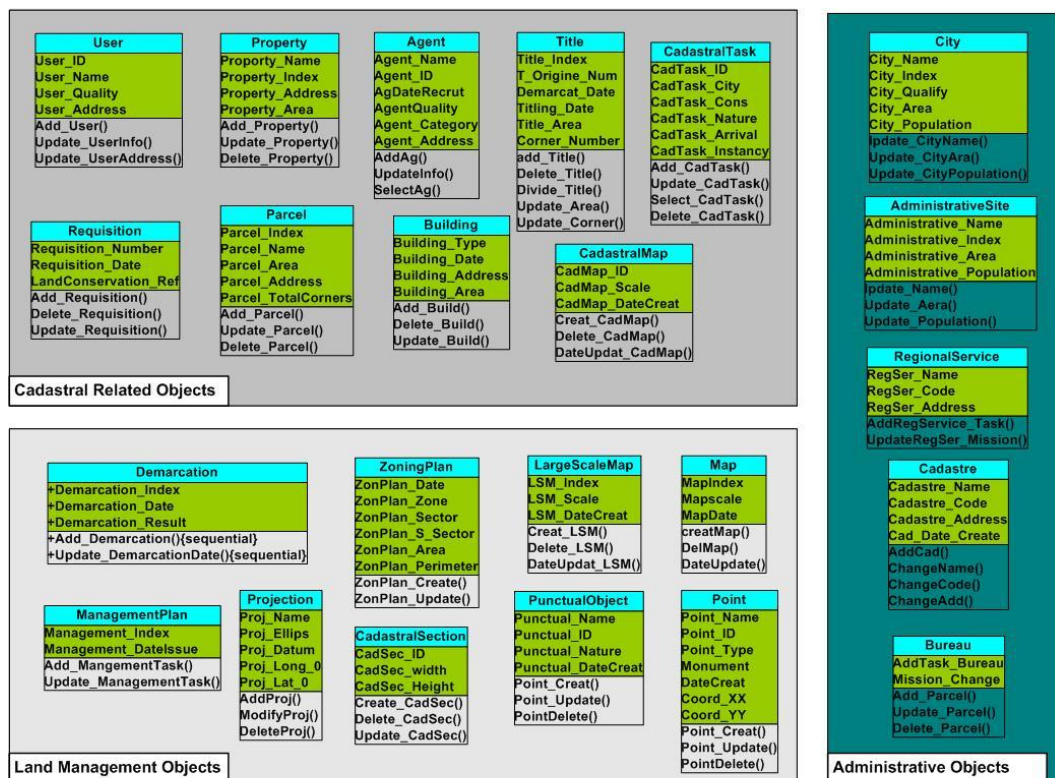 User
User_ID
User_Name
User_Quality
User_Address
Add_User()
Update_UserInfo()
Update_UserAddress()
Property
Property_Name
Property_Index
Property_Address
Property_Area
Add_Property()
Update_Property()
Delete_Property()
Agent
Agent_Name
Agent_ID
AgDateRecrut
AgentQuality
Agent_Category
Agent_Address
AddAg()
UpdateInfo()
SelectAg()
Title
Title_Index
T_Origine_Num
Demarcat_Date
Titling_Date
Title_Area
Corner_Number
add_Title()
Delete_Title()
Divide_Title()
Update_Area()
Update_Corner()
CadastralTask
CadTask_ID
CadTask_City
CadTask_Cons
CadTask_Nature
CadTask_Arrival
CadTask_Instancy
Add_CadTask()
Update_CadTask()
Select_CadTask()
Delete_CadTask()
Requisition
Requisition_Number
Requisition_Date
LandConservation_Ref
Add_Requisition()
Delete_Requisition()
Update_Requisition()
Parcel
Parcel_Index
Parcel_Name
Parcel_Area
Parcel_Address
Parcel_TotalCorners
Add_Parcel()
Update_Parcel()
Delete_Parcel()
Building
Building_Type
Building_Date
Building_Address
Building_Area
Add_Build()
Delete_Build()
Update_Build()
CadastralMap
CadMap_ID
CadMap_Scale
CadMap_DateCreat
Creat_CadMap()
Delete_CadMap()
DateUpdat_CadMap()
Cadastral Related Objects
Demarcation
+Demarcation_Index
+Demarcation_Date
+Demarcation_Result
+Add_Demarcation(){sequential}
+Update_DemarcationDate(){sequential}
ZoningPlan
ZonPlan_Date
ZonPlan_Zone
ZonPlan_Sector
ZonPlan_S_Sector
ZonPlan_Area
ZonPlan_Perimeter
ZonPlan_Create()
ZonPlan_Update()
LargeScaleMap
LSM_Index
LSM_Scale
LSM_DateCreat
Creat_LSM()
Delete_LSM()
DateUpdat_LSM()
Map
MapIndex
Mapscale
MapDate
creatMap()
DelMap()
DateUpdate()
ManagementPlan
Management_Index
Management_DateIssue
Add_MangementTask()
Update_ManagementTask()
Projection
Proj_Name
Proj_Ellips
Proj_Datum
Proj_Long_0
Proj_Lat_0
AddProj()
ModifyProj()
DeleteProj()
CadastralSection
CadSec_ID
CadSec_width
CadSec_Height
Create_CadSec()
Delete_CadSec()
Update_CadSec()
PunctualObject
Punctual_Name
Punctual_ID
Punctual_Nature
Punctual_DateCreat
Point_Creat()
Point_Update()
PointDelete()
Point
Point_Name
Point_ID
Point_Type
Monument
DateCreat
Coord_XX
Coord_YY
Point_Creat()
Point_Update()
PointDelete()
Land Management Objects
City
City_Name
City_Index
City_Qualify
City_Area
City_Population
Ipdate_CityName()
Update_CityAra()
Update_CityPopulation()
AdministrativeSite
Administrative_Name
Administrative_Index
Administrative_Area
Administrative_Population
Ipdate_Name()
Update_Aera()
Update_Population()
RegionalService
RegSer_Name
RegSer_Code
RegSer_Address
AddRegService_Task()
UpdateRegSer_Mission()
Cadastre
Cadastre_Name
Cadastre_Code
Cadastre_Address
Cad_Date_Create
AddCad()
ChangeName()
ChangeCode()
ChangeAdd()
Bureau
AddTask_Bureau
Mission_Change
Add_Parcel()
Update_Parcel()
Delete_Parcel()
Administrative Objects